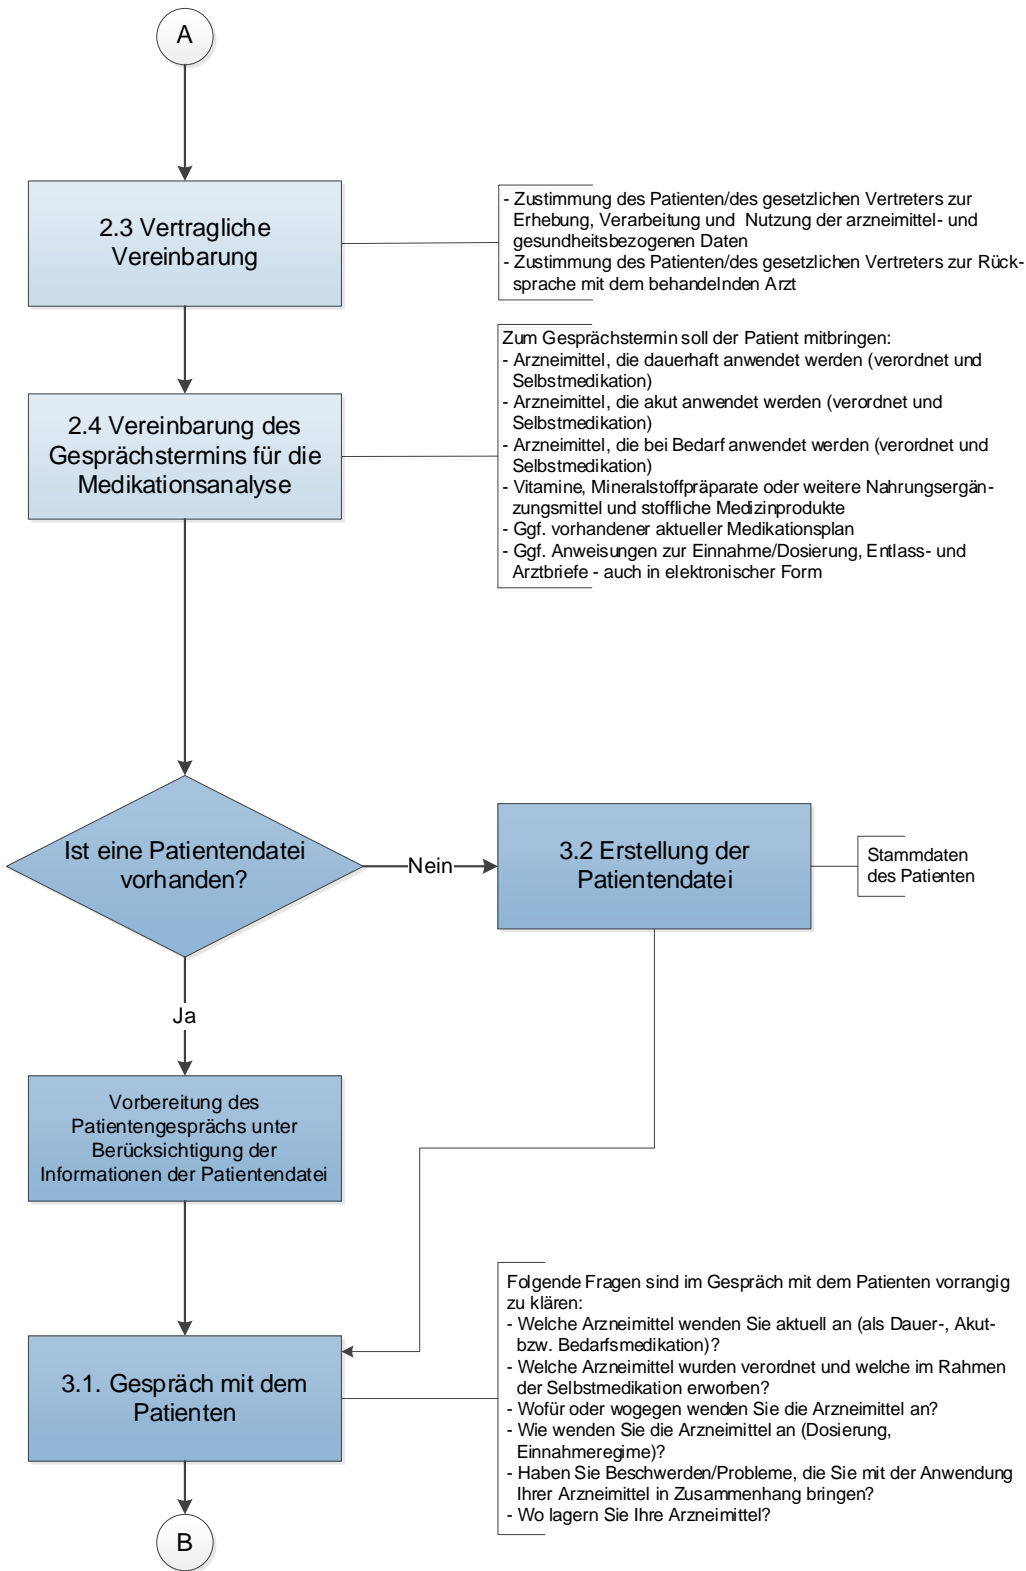 A
2.3 Vertragliche
Vereinbarung
- Zustimmung des Patienten/des gesetzlichen Vertreters zur
Erhebung, Verarbeitung und Nutzung der arzneimittel- und
gesundheitsbezogenen Daten
- Zustimmung des Patienten/des gesetzlichen Vertreters zur Rück-
sprache mit dem behandelnden Arzt
2.4 Vereinbarung des
Gesprächstermins für die
Medikationsanalyse
Zum Gesprächstermin soll der Patient mitbringen:
- Arzneimittel, die dauerhaft anwendet werden (verordnet und
Selbstmedikation)
- Arzneimittel, die akut anwendet werden (verordnet und
Selbstmedikation)
- Arzneimittel, die bei Bedarf anwendet werden (verordnet und
Selbstmedikation)
- Vitamine, Mineralstoffpräparate oder weitere Nahrungsergän-
zungsmittel und stoffliche Medizinprodukte
- Ggf. vorhandener aktueller Medikationsplan
- Ggf. Anweisungen zur Einnahme/Dosierung, Entlass- und
Arztbriefe - auch in elektronischer Form
Ist eine Patientendatei
vorhanden?
Nein
3.2 Erstellung der
Patientendatei
Stammdaten
des Patienten
Ja
Vorbereitung des
Patientengesprächs unter
Berücksichtigung der
Informationen der Patientendatei
3.1. Gespräch mit dem
Patienten
Folgende Fragen sind im Gespräch mit dem Patienten vorrangig
zu klären:
- Welche Arzneimittel wenden Sie aktuell an (als Dauer-, Akut-
bzw. Bedarfsmedikation)?
- Welche Arzneimittel wurden verordnet und welche im Rahmen
der Selbstmedikation erworben?
- Wofür oder wogegen wenden Sie die Arzneimittel an?
- Wie wenden Sie die Arzneimittel an (Dosierung,
Einnahmeregime)?
- Haben Sie Beschwerden/Probleme, die Sie mit der Anwendung
Ihrer Arzneimittel in Zusammenhang bringen?
- Wo lagern Sie Ihre Arzneimittel?
B